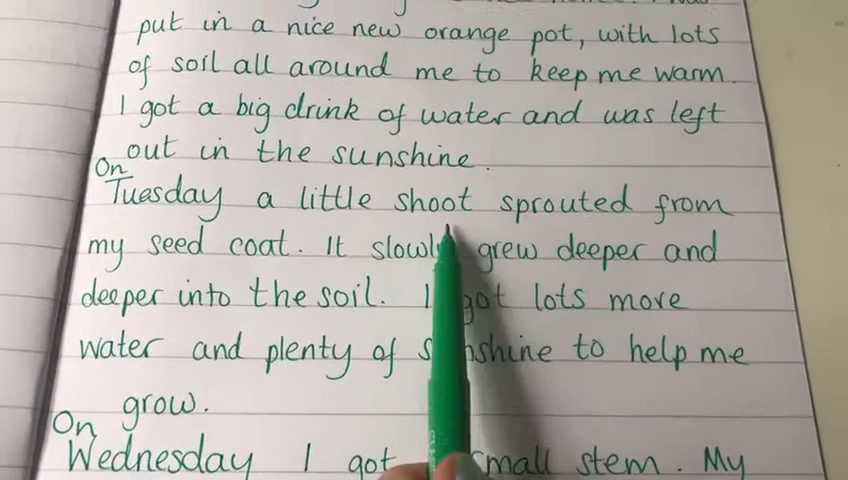 put in a nice new orange pot, with lots
of soil all around me to keep me warm.
I got a big drink of water and was left
out in the sunshine.
On
Tuesday a little shoot sprouted from
my seed coat. It slowly grew deeper and
deeper into the soil. I got lots more
water and plenty of sunshine to help me
grow.
On
Wednesday I got small stem. My